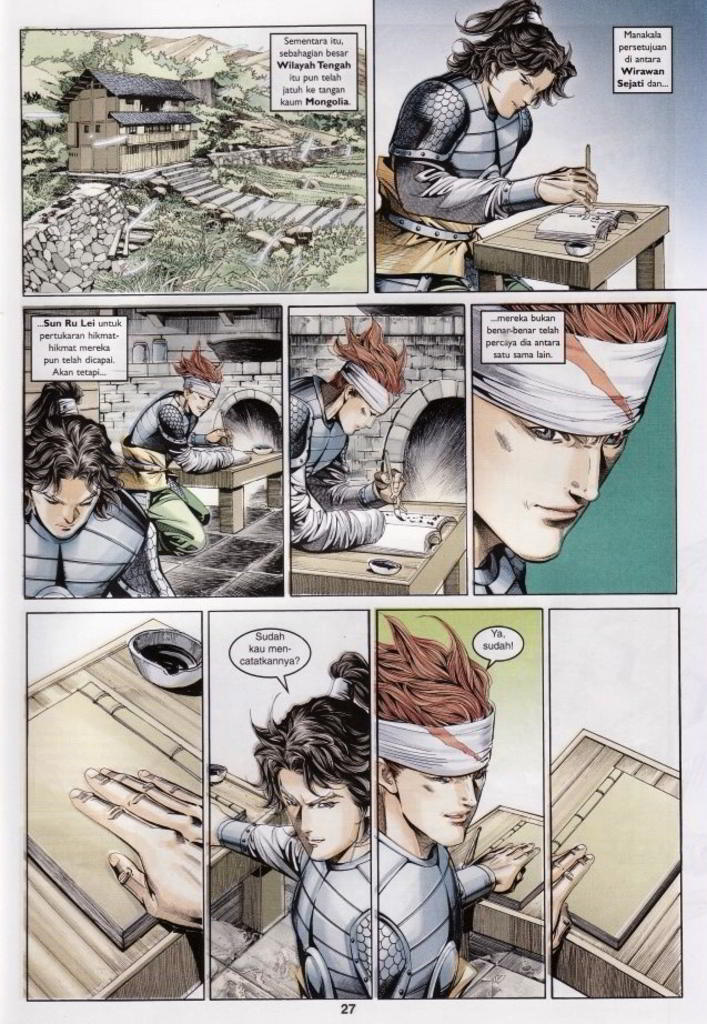 Sementara itu,
sebahagian besar
Wilayah Tengah
itu pun telah
jatuh ke tangan
kaum Mongolia.
Manakala
persetujuan
di antara
Wirawan
Sejati dan...
...Sun Ru Lei untuk
pertukaran hikmat-
hikmat mereka
pun telah dicapai.
Akan tetapi...
...mereka bukan
benar-benar telah
percaya dia antara
satu sama lain.
Sudah
kau men-
catatkannya?
Ya,
sudah!
27